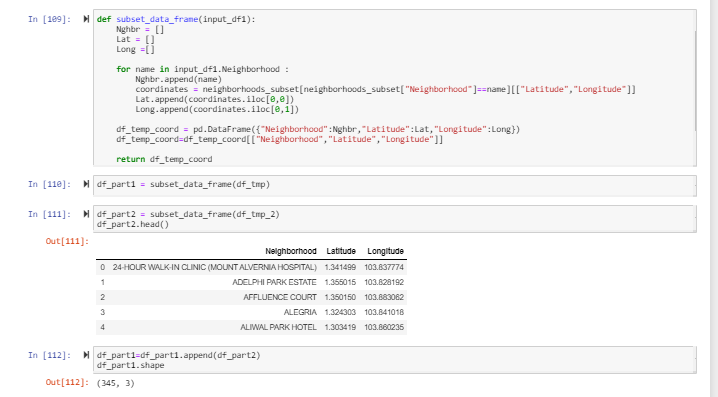 In [109]:
def subset_data_frame(input_df1):
Nghbr = []
Lat = []
Long =[]
for name in input_df1.Neighborhood :
Nghbr.append(name)
coordinates = neighborhoods_subset[neighborhoods_subset["Neighborhood"]==name][["Latitude","Longitude"]]
Lat.append(coordinates.iloc[0,0])
Long.append(coordinates.iloc[0,1])
df_temp_coord = pd.DataFrame({"Neighborhood":Nghbr,"Latitude":Lat,"Longitude":Long})
df_temp_coord=df_temp_coord[["Neighborhood","Latitude","Longitude"]]
return df_temp_coord
In [110]:
df_part1 = subset_data_frame(df_tmp)
In [111]:
df_part2 = subset_data_frame(df_tmp_2)
df_part2.head()
Out[111]:
Neighborhood Latitude Longitude
0 24-HOUR WALK-IN CLINIC (MOUNT ALVERNIA HOSPITAL) 1.341499 103.837774
1 ADELPHI PARK ESTATE 1.355015 103.828192
2 AFFLUENCE COURT 1.350150 103.883062
3 ALEGRIA 1.324303 103.841018
4 ALIWAL PARK HOTEL 1.303419 103.860235
In [112]:
df_part1=df_part1.append(df_part2)
df_part1.shape
Out[112]: (345, 3)